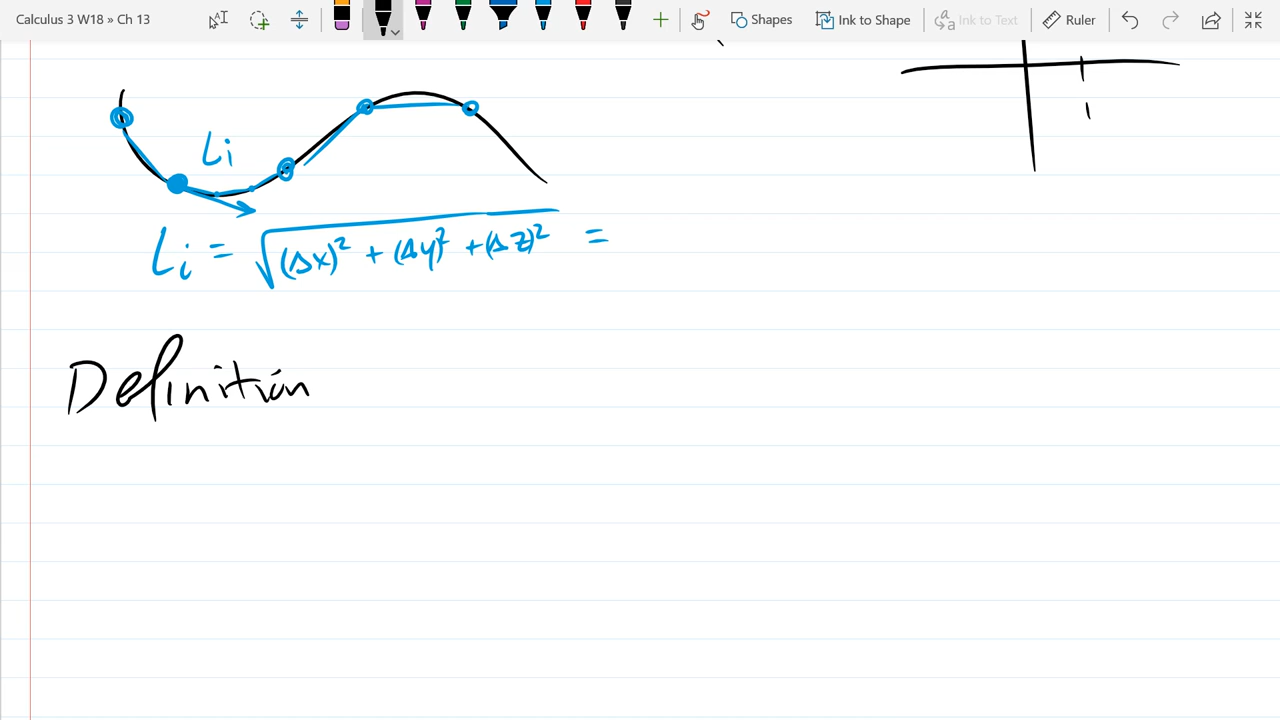 Calculus 3 W18 » Ch 13
Shapes
Ink to Shape
Ink to Text
Ruler
Li
Li = √(Δx)² + (Δy)² + (Δz)² =
Definition